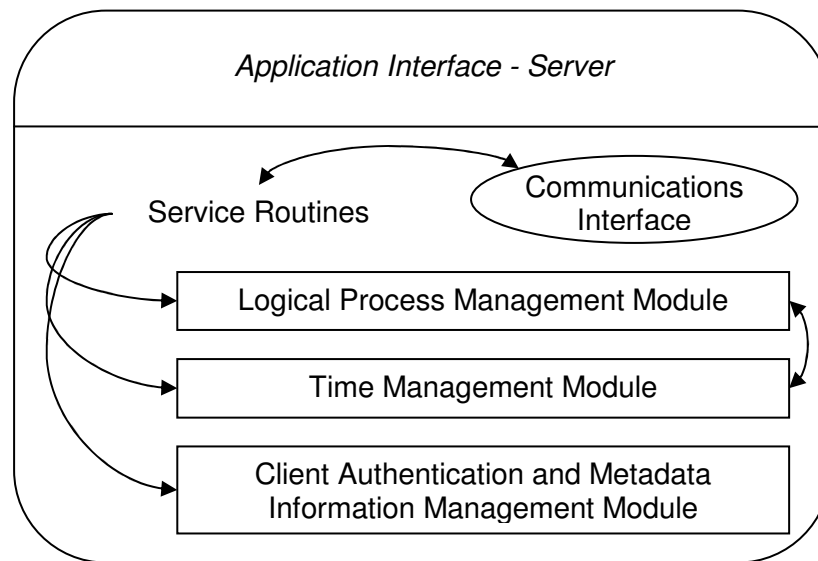 Application Interface - Server
Communications
Interface
Service Routines
Logical Process Management Module
Time Management Module
Client Authentication and Metadata
Information Management Module